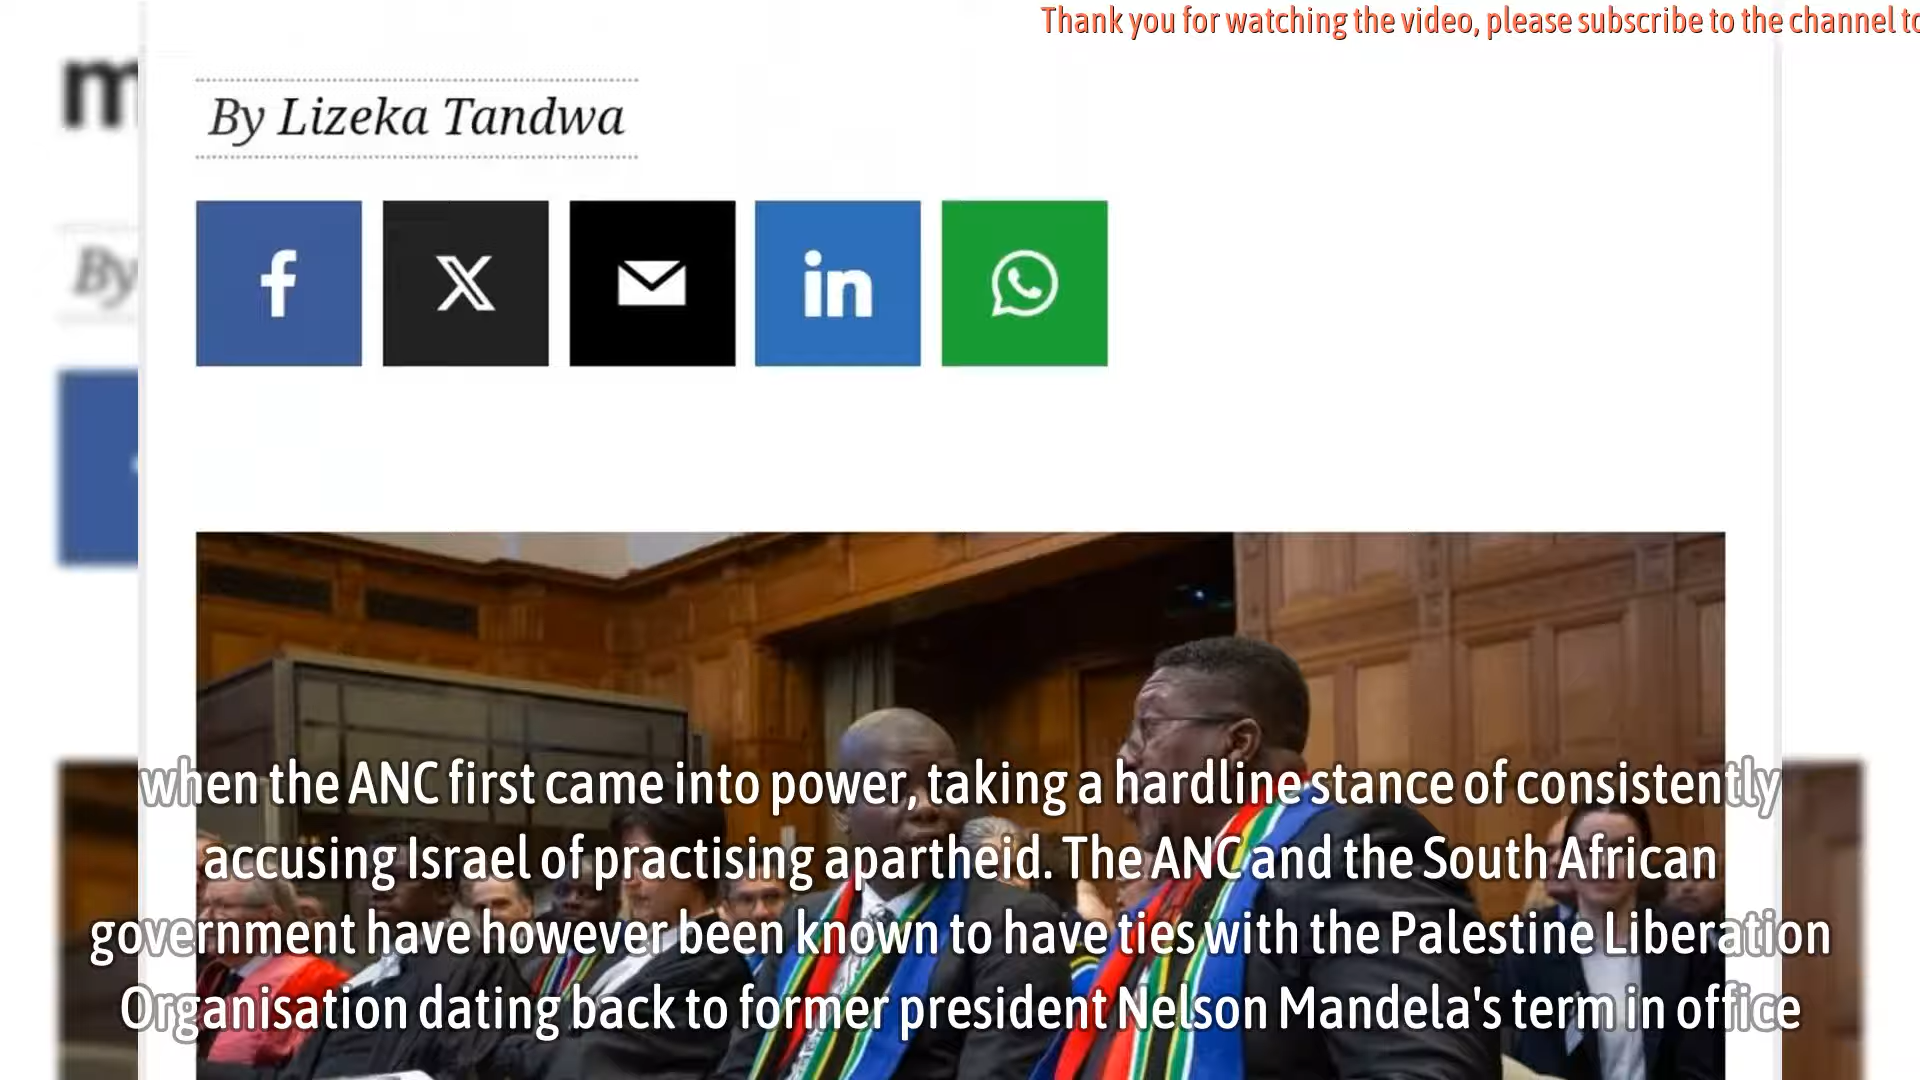 Thank you for watching the video, please subscribe to the channel to
m
By Lizeka Tandwa
By
f
X
in
when the ANC first came into power, taking a hardline stance of consistently
accusing Israel of practising apartheid. The ANC and the South African
government have however been known to have ties with the Palestine Liberation
Organisation dating back to former president Nelson Mandela's term in office